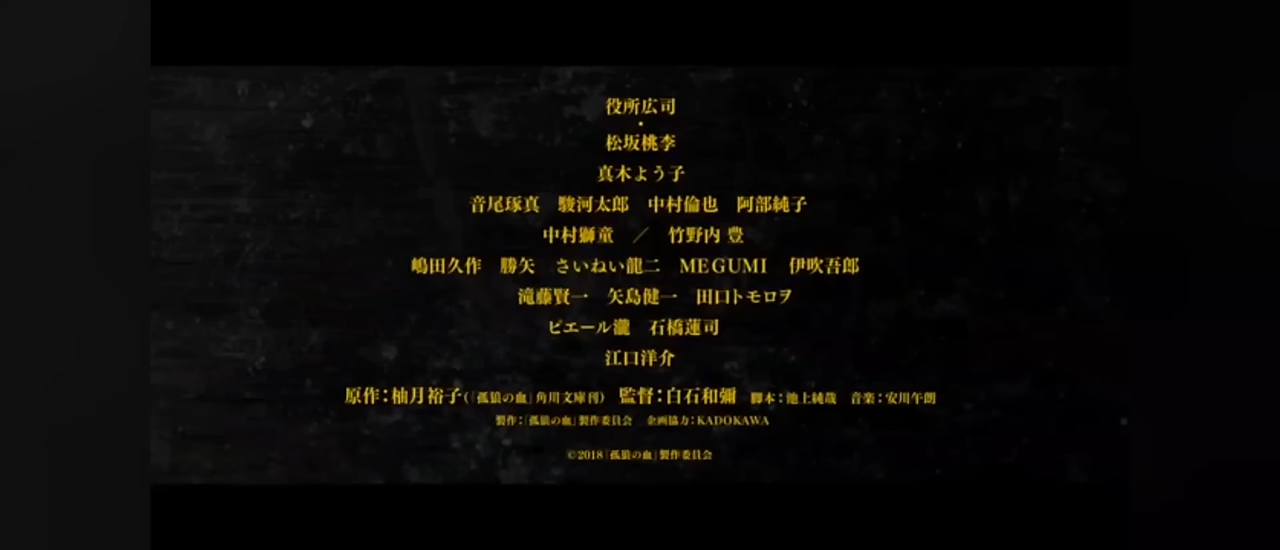 役所広司
・
松坂桃李
真木よう子
音尾琢真　駿河太郎　中村倫也　阿部純子
中村獅童　／　竹野内 豊
嶋田久作　勝矢　さいねい龍二　MEGUMI　伊吹吾郎
滝藤賢一　矢島健一　田口トモロヲ
ピエール瀧　石橋蓮司
江口洋介
原作：柚月裕子(「孤狼の血」角川文庫刊)　監督：白石和彌　脚本：池上純哉　音楽：安川午朗
製作：「孤狼の血」製作委員会　企画協力：KADOKAWA
©2018「孤狼の血」製作委員会